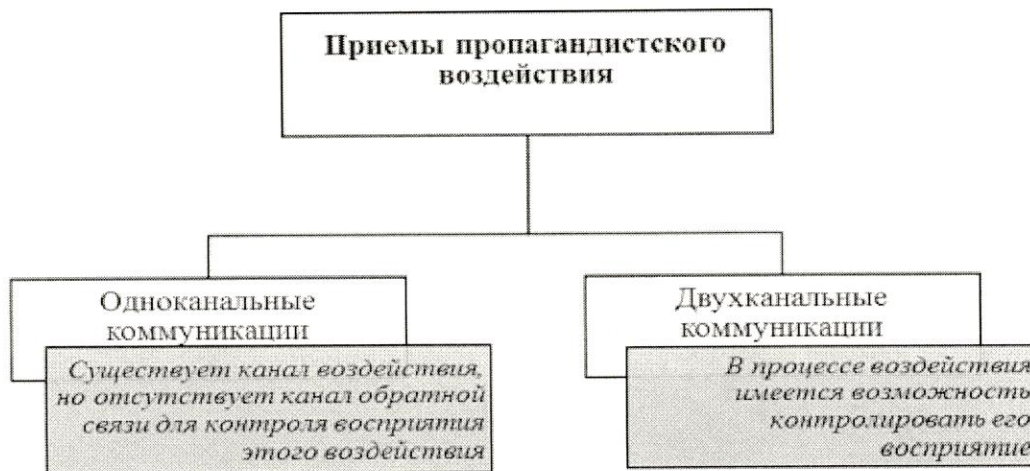 Приемы пропагандистского
воздействия
Одноканальные
коммуникации
Существует канал воздействия,
но отсутствует канал обратной
связи для контроля восприятия
этого воздействия
Двухканальные
коммуникации
В процессе воздействия
имеется возможность
контролировать его
восприятие